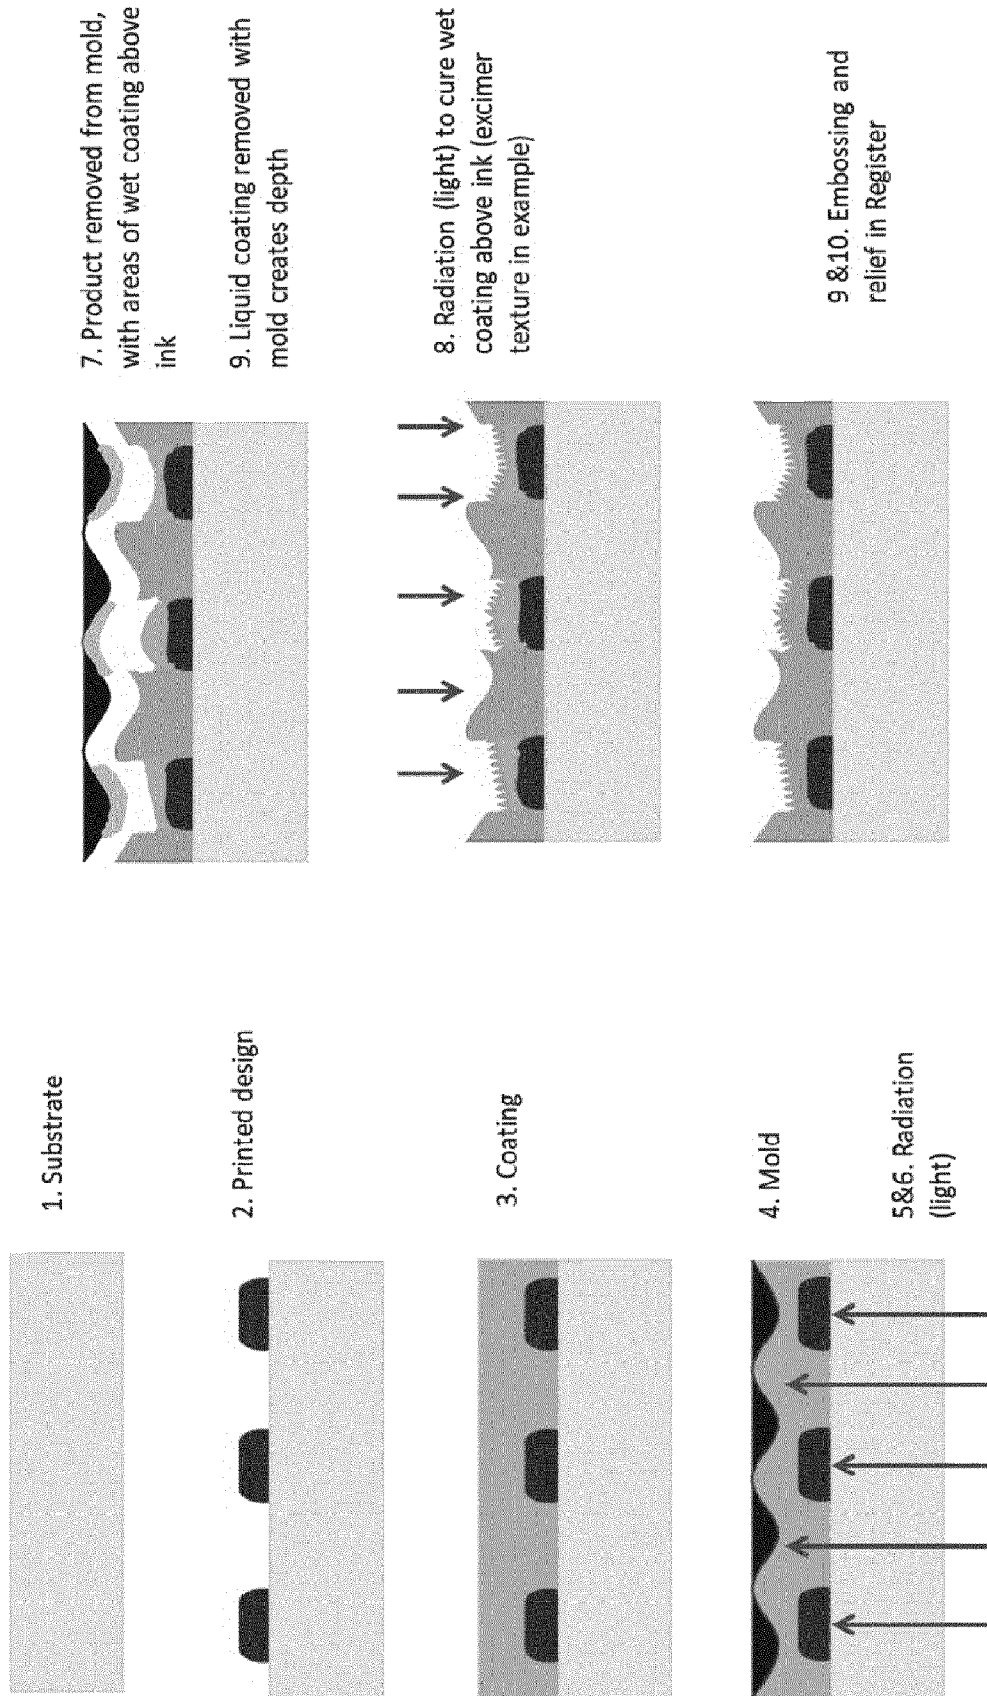 1. Substrate
2. Printed design
3. Coating
4. Mold
5&6. Radiation
(light)
7. Product removed from mold,
with areas of wet coating above
ink
9. Liquid coating removed with
mold creates depth
8. Radiation (light) to cure wet
coating above ink (excimer
texture in example)
9 &10. Embossing and
relief in Register